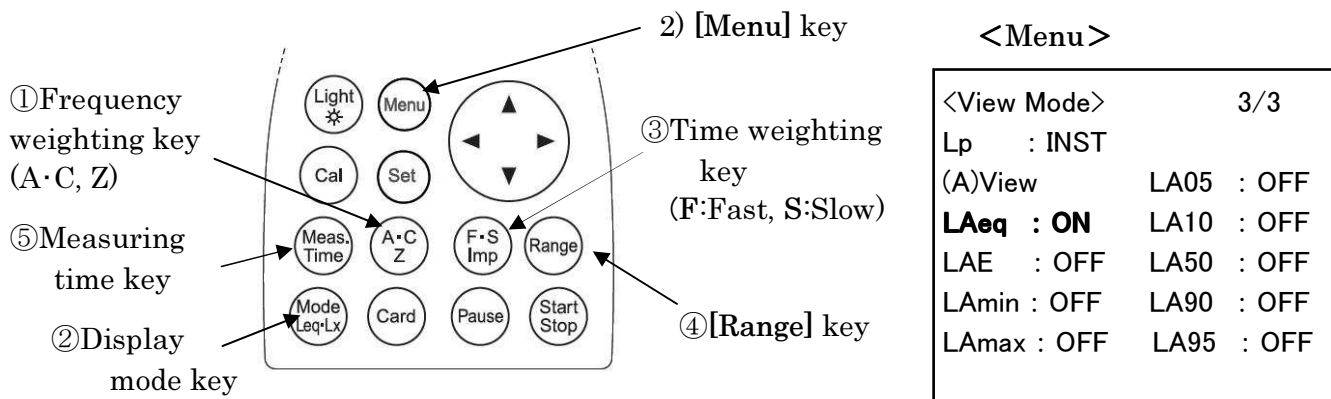 2) [Menu] key
①Frequency
weighting key
(A・C, Z)
⑤Measuring
time key
②Display
mode key
③Time weighting
key
(F:Fast, S:Slow)
④[Range] key
Light
Menu
Cal
Set
Meas.
Time
A・C
Z
F・S
Imp
Range
Mode
Leq・Lx
Card
Pause
Start
Stop
<Menu>
<View Mode> 3/3
Lp : INST
(A)View LA05 : OFF
LAeq : ON LA10 : OFF
LAE : OFF LA50 : OFF
LAmin : OFF LA90 : OFF
LAmax : OFF LA95 : OFF